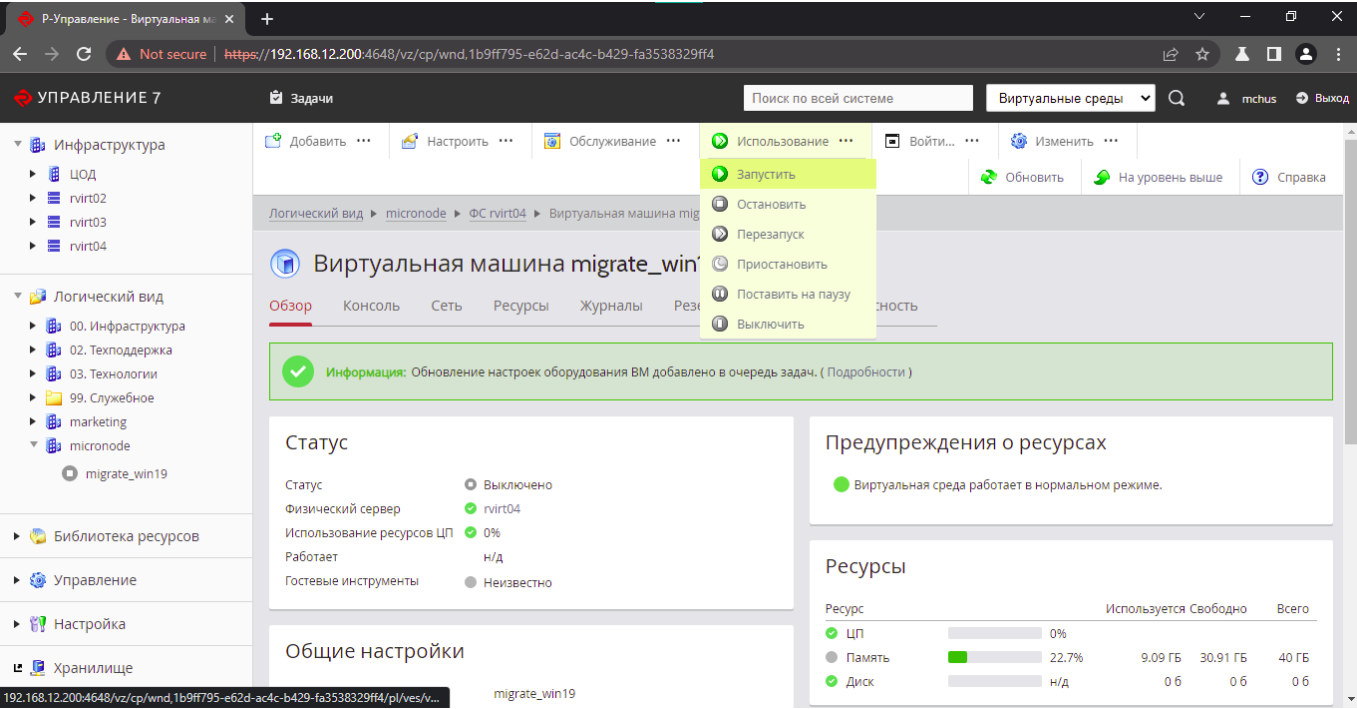 Р-Управление - Виртуальная ма
Not secure https://192.168.12.200:4648/vz/cp/wnd,1b9ff795-e62d-ac4c-b429-fa3538329ff4
УПРАВЛЕНИЕ 7
Задачи
Поиск по всей системе
Виртуальные среды
mchus
Выход
Инфраструктура
ЦОД
rvirt02
rvirt03
rvirt04
Логический вид
00. Инфраструктура
02. Техподдержка
03. Технологии
99. Служебное
marketing
micronode
migrate_win19
Библиотека ресурсов
Управление
Настройка
Хранилище
192.168.12.200:4648/vz/cp/wnd,1b9ff795-e62d-ac4c-b429-fa3538329ff4/pl/ves/v...
Добавить ...
Настроить ...
Обслуживание ...
Использование ...
Войти... ...
Изменить ...
Запустить
Остановить
Перезапуск
Приостановить
Поставить на паузу
Выключить
Обновить
На уровень выше
Справка
Логический вид micronode ФС rvirt04 Виртуальная машина mig
Виртуальная машина migrate_win
Обзор Консоль Сеть Ресурсы Журналы Резе сность
Информация: Обновление настроек оборудования ВМ добавлено в очередь задач. ( Подробности )
Статус
Статус Выключено
Физический сервер rvirt04
Использование ресурсов ЦП 0%
Работает н/д
Гостевые инструменты Неизвестно
Общие настройки
migrate_win19
Предупреждения о ресурсах
Виртуальная среда работает в нормальном режиме.
Ресурсы
Ресурс Используется Свободно Всего
ЦП 0%
Память 22.7% 9.09 ГБ 30.91 ГБ 40 ГБ
Диск н/д 0 б 0 б 0 б